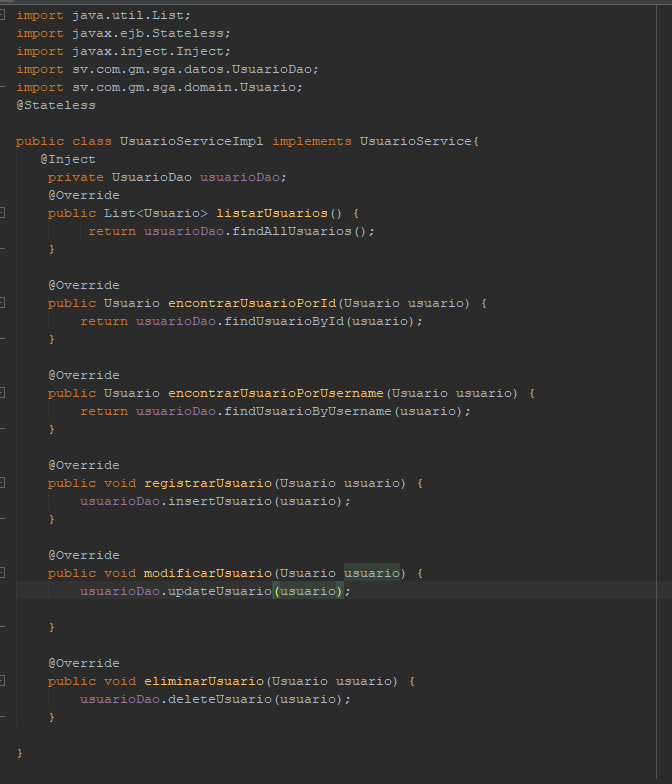 import java.util.List;
import javax.ejb.Stateless;
import javax.inject.Inject;
import sv.com.gm.sga.datos.UsuarioDao;
import sv.com.gm.sga.domain.Usuario;
@Stateless
public class UsuarioServiceImpl implements UsuarioService{
@Inject
private UsuarioDao usuarioDao;
@Override
public List<Usuario> listarUsuarios() {
return usuarioDao.findAllUsuarios();
}
@Override
public Usuario encontrarUsuarioPorId(Usuario usuario) {
return usuarioDao.findUsuarioById(usuario);
}
@Override
public Usuario encontrarUsuarioPorUsername(Usuario usuario) {
return usuarioDao.findUsuarioByUsername(usuario);
}
@Override
public void registrarUsuario(Usuario usuario) {
usuarioDao.insertUsuario(usuario);
}
@Override
public void modificarUsuario(Usuario usuario) {
usuarioDao.updateUsuario(usuario);
}
@Override
public void eliminarUsuario(Usuario usuario) {
usuarioDao.deleteUsuario(usuario);
}
}